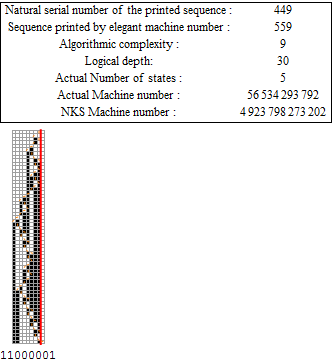 Natural serial number of the printed sequence : 449
Sequence printed by elegant machine number : 559
Algorithmic complexity : 9
Logical depth: 30
Actual Number of states : 5
Actual Machine number : 56 534 293 792
NKS Machine number : 4 923 798 273 202
11000001